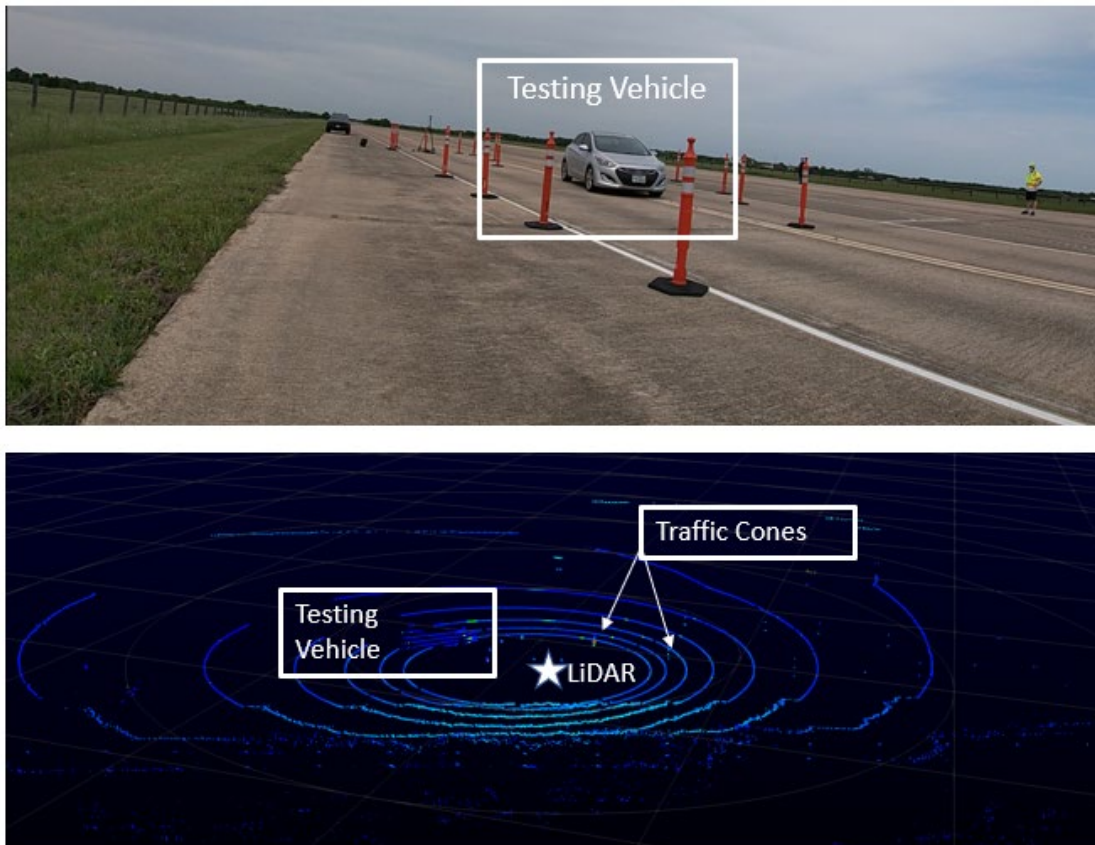 Testing Vehicle
Traffic Cones
Testing
Vehicle
LiDAR